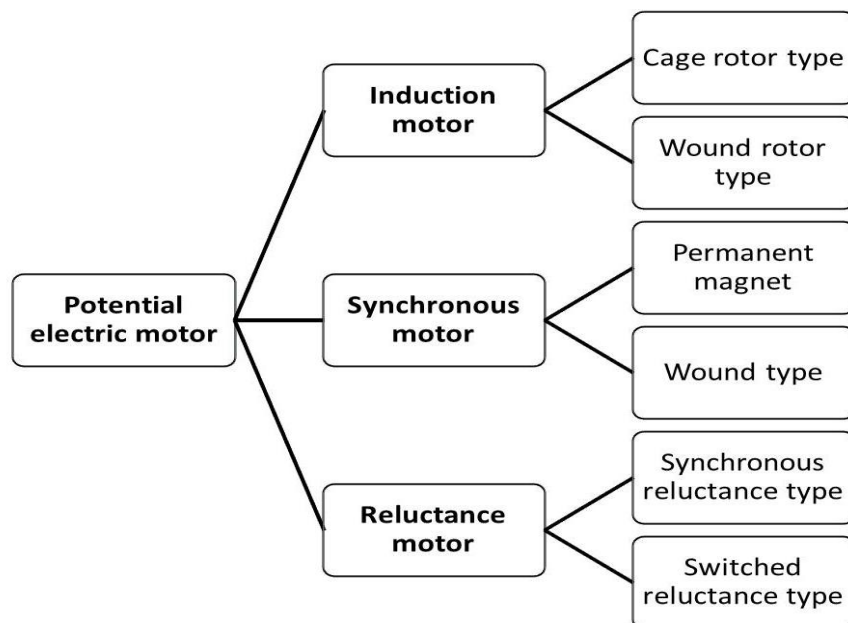 Potential
electric motor
Induction
motor
Cage rotor type
Wound rotor
type
Synchronous
motor
Permanent
magnet
Wound type
Reluctance
motor
Synchronous
reluctance type
Switched
reluctance type